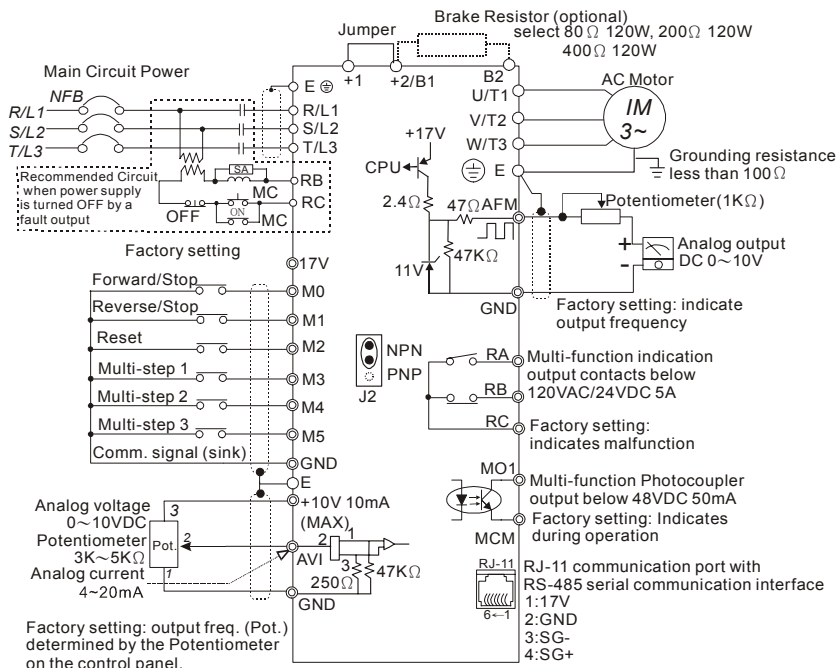 Brake Resistor (optional)
select 80Ω 120W, 200Ω 120W
400Ω 120W
Jumper
+1
+2/B1
B2
Main Circuit Power
NFB
R/L1
S/L2
T/L3
E
R/L1
S/L2
T/L3
SA
MC
RB
RC
OFF
ON
MC
Recommended Circuit
when power supply
is turned OFF by a
fault output
U/T1
V/T2
W/T3
E
AC Motor
IM
3~
Grounding resistance
less than 100Ω
+17V
CPU
2.4Ω
47Ω
AFM
47KΩ
11V
GND
Potentiometer(1KΩ)
+
-
Analog output
DC 0~10V
Factory setting: indicate
output frequency
Factory setting
17V
Forward/Stop
M0
Reverse/Stop
M1
Reset
M2
Multi-step 1
M3
Multi-step 2
M4
Multi-step 3
M5
Comm. signal (sink)
GND
E
NPN
PNP
J2
RA
RB
RC
Multi-function indication
output contacts below
120VAC/24VDC 5A
Factory setting:
indicates malfunction
MO1
MCM
Multi-function Photocoupler
output below 48VDC 50mA
Factory setting: Indicates
during operation
+10V 10mA
(MAX)
Analog voltage
0~10VDC
Potentiometer
3K~5KΩ
Analog current
4~20mA
3
Pot.
2
1
AVI
2
1
3
250Ω
47KΩ
GND
RJ-11
6←1
RJ-11 communication port with
RS-485 serial communication interface
1:17V
2:GND
3:SG-
4:SG+
Factory setting: output freq. (Pot.)
determined by the Potentiometer
on the control panel.